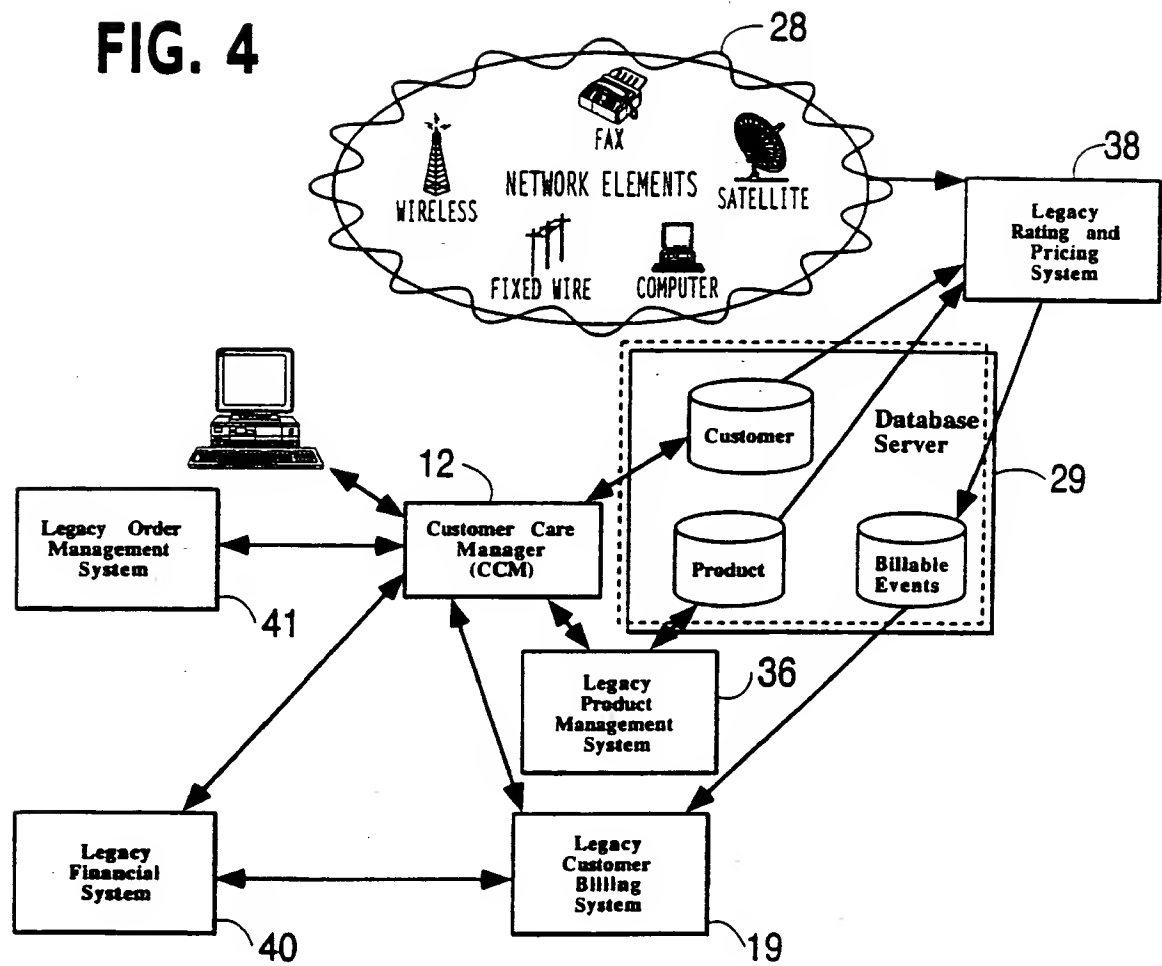 FIG. 4
28
FAX
WIRELESS
NETWORK ELEMENTS
SATELLITE
FIXED WIRE
COMPUTER
38
Legacy
Rating and
Pricing
System
Customer
Database
Server
29
Product
Billable
Events
12
Customer Care
Manager
(CCM)
Legacy Order
Management
System
41
Legacy
Product
Management
System
36
Legacy
Financial
System
40
Legacy
Customer
Billing
System
19